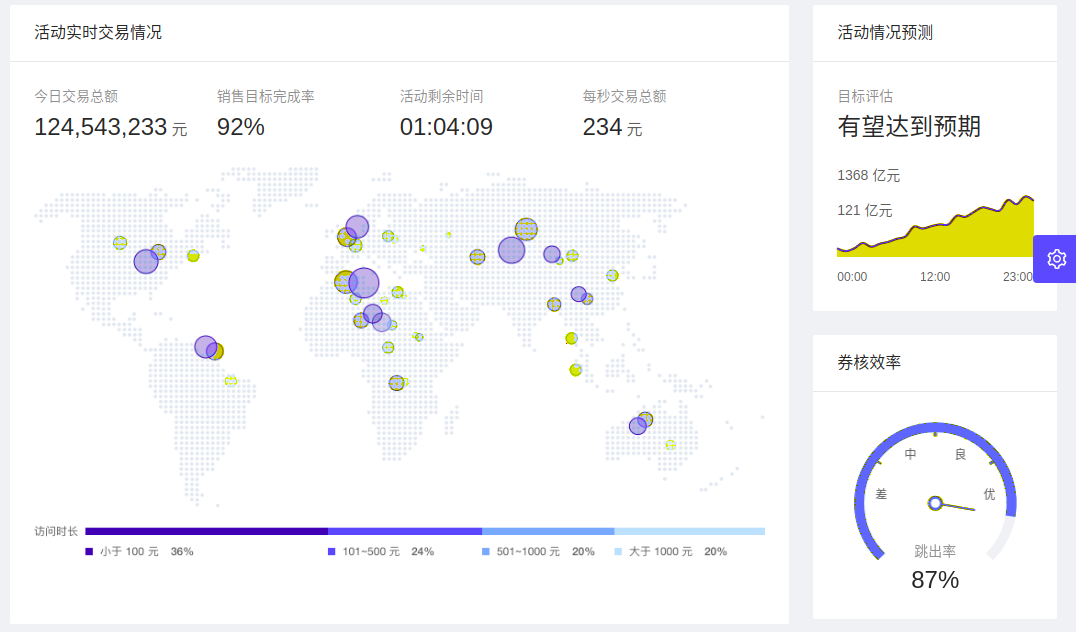 活动实时交易情况
今日交易总额
124,543,233 元
销售目标完成率
92%
活动剩余时间
01:04:09
每秒交易总额
234 元
访问时长
小于 100 元 36%
101~500 元 24%
501~1000 元 20%
大于 1000 元 20%
活动情况预测
目标评估
有望达到预期
1368 亿元
121 亿元
00:00 12:00 23:00
券核效率
中 良
差 优
跳出率
87%